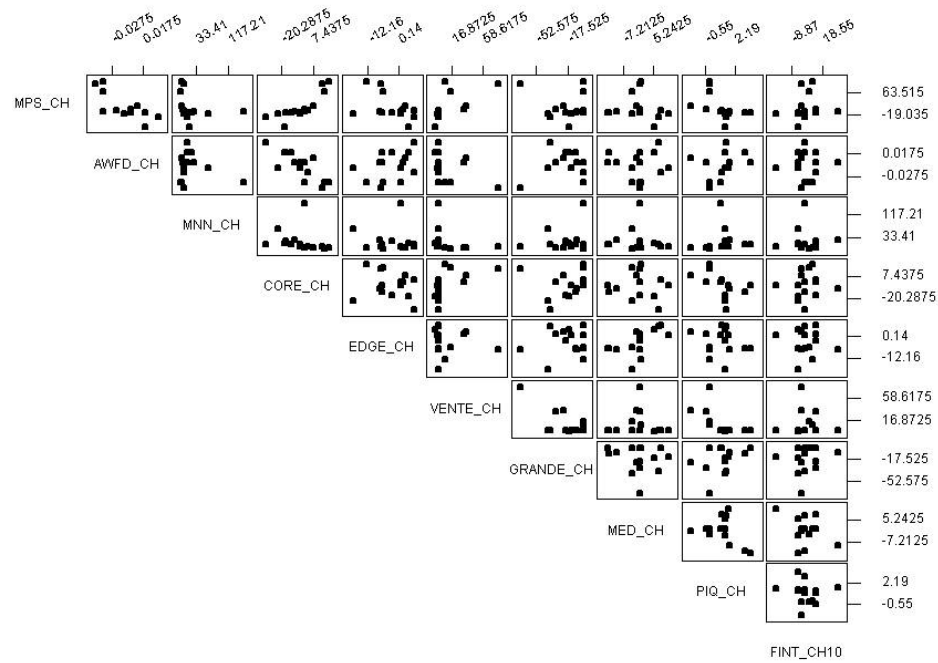 -0.0275 0.0175 33.41 117.21 -20.2875 7.4375 -12.16 0.14 16.8725 58.6175 -52.575 -17.525 -7.2125 5.2425 -0.55 2.19 -8.87 18.55
MPS_CH
63.515
-19.035
AWFD_CH
0.0175
-0.0275
MNN_CH
117.21
33.41
CORE_CH
7.4375
-20.2875
EDGE_CH
0.14
-12.16
VENTE_CH
58.6175
16.8725
GRANDE_CH
-17.525
-52.575
MED_CH
5.2425
-7.2125
PIQ_CH
2.19
-0.55
FINT_CH10